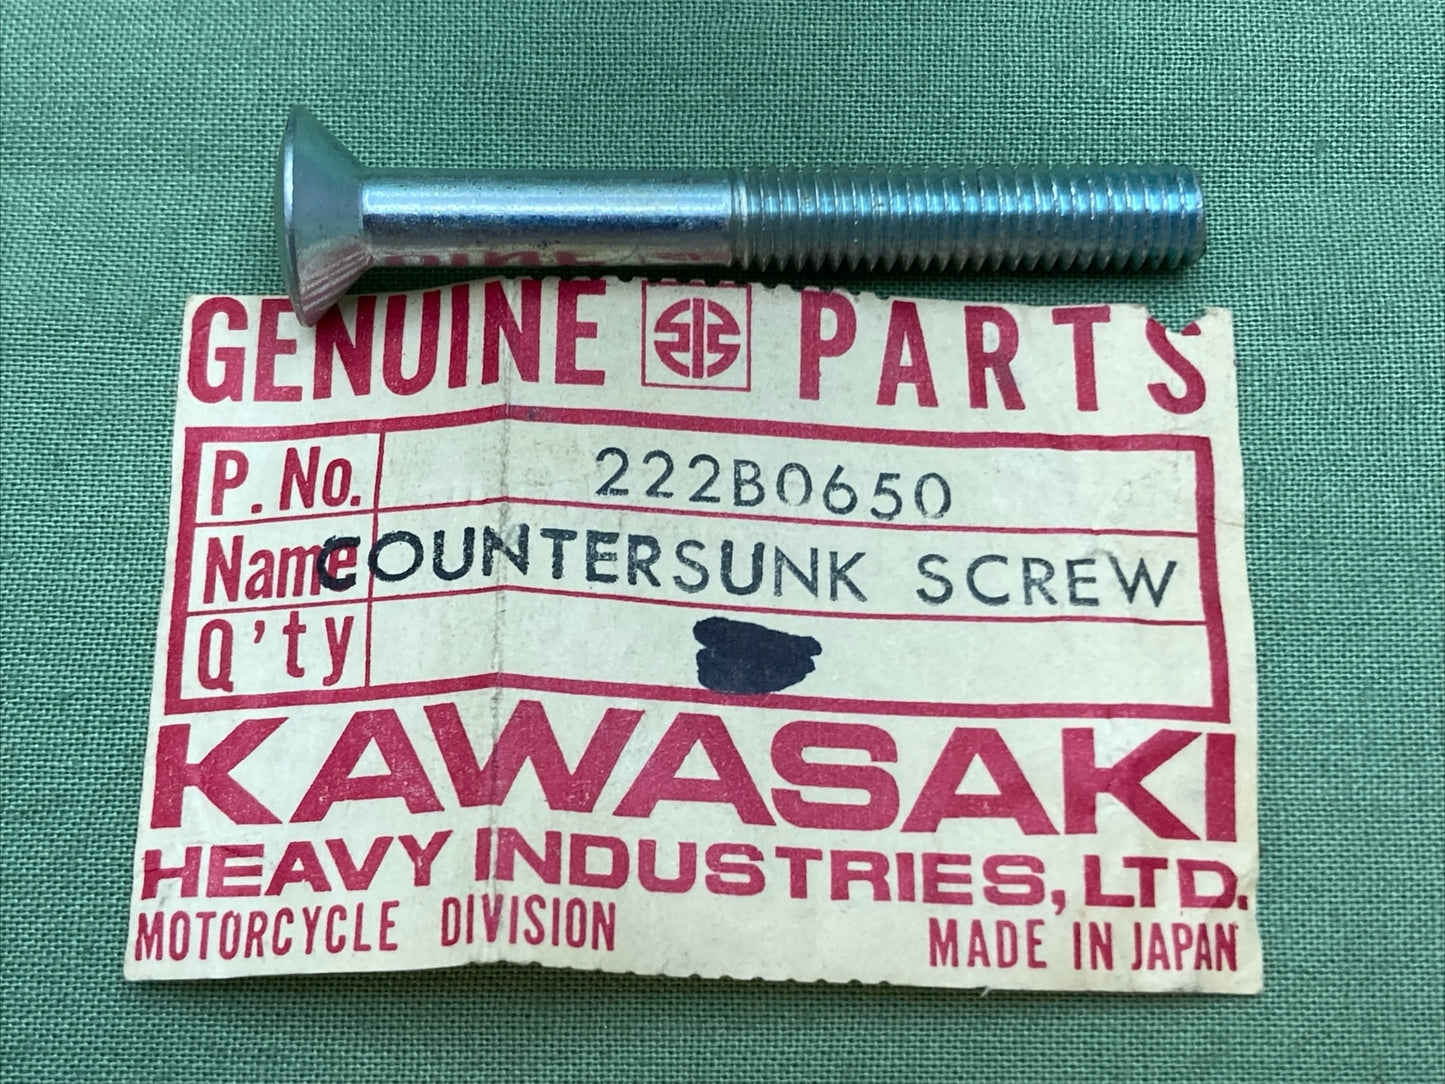 GENUINE PARTS
P. No. 222B0650
Name COUNTERSUNK SCREW
Q'ty
KAWASAKI
HEAVY INDUSTRIES, LTD.
MOTORCYCLE DIVISION MADE IN JAPAN